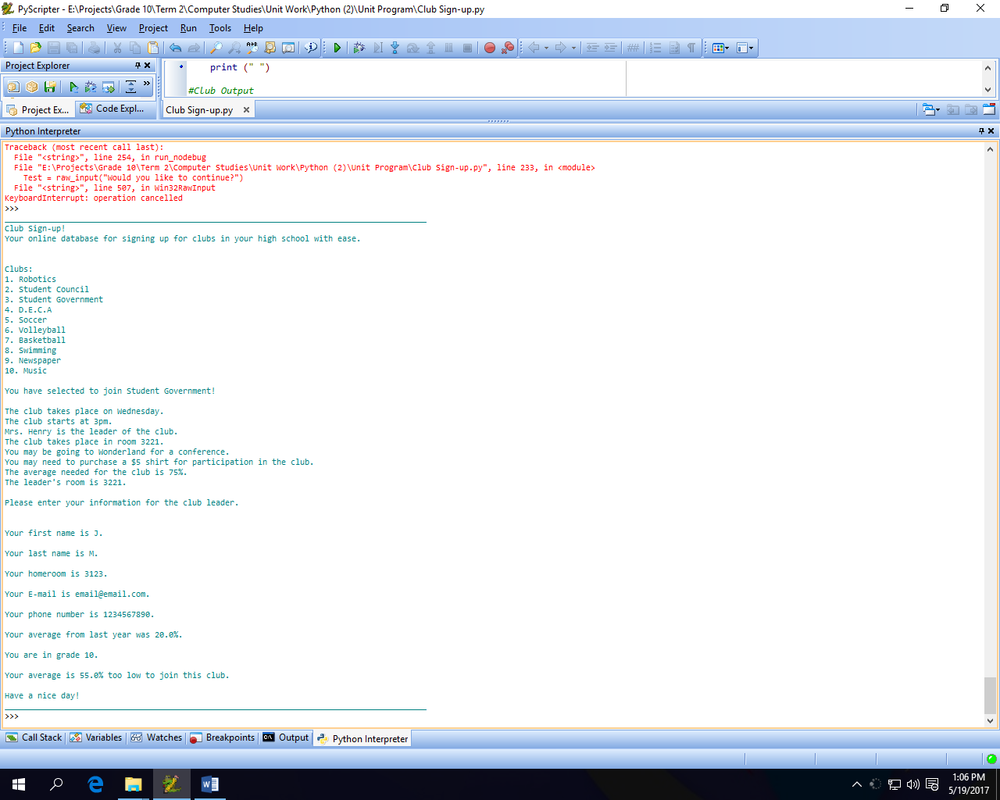 PyScripter - E:\Projects\Grade 10\Term 2\Computer Studies\Unit Work\Python (2)\Unit Program\Club Sign-up.py
File Edit Search View Project Run Tools Help
Project Explorer
print (" ")
#Club Output
Project Ex... Code Expl... Club Sign-up.py
Python Interpreter
Traceback (most recent call last):
File "<string>", line 254, in run_nodebug
File "E:\Projects\Grade 10\Term 2\Computer Studies\Unit Work\Python (2)\Unit Program\Club Sign-up.py", line 233, in <module>
Test = raw_input("Would you like to continue?")
File "<string>", line 507, in Win32RawInput
KeyboardInterrupt: operation cancelled
>>>
Club Sign-up!
Your online database for signing up for clubs in your high school with ease.
Clubs:
1. Robotics
2. Student Council
3. Student Government
4. D.E.C.A
5. Soccer
6. Volleyball
7. Basketball
8. Swimming
9. Newspaper
10. Music
You have selected to join Student Government!
The club takes place on Wednesday.
The club starts at 3pm.
Mrs. Henry is the leader of the club.
The club takes place in room 3221.
You may be going to Wonderland for a conference.
You may need to purchase a $5 shirt for participation in the club.
The average needed for the club is 75%.
The leader's room is 3221.
Please enter your information for the club leader.
Your first name is J.
Your last name is M.
Your homeroom is 3123.
Your E-mail is email@email.com.
Your phone number is 1234567890.
Your average from last year was 20.0%.
You are in grade 10.
Your average is 55.0% too low to join this club.
Have a nice day!
>>>
Call Stack Variables Watches Breakpoints Output Python Interpreter
1:06 PM
5/19/2017